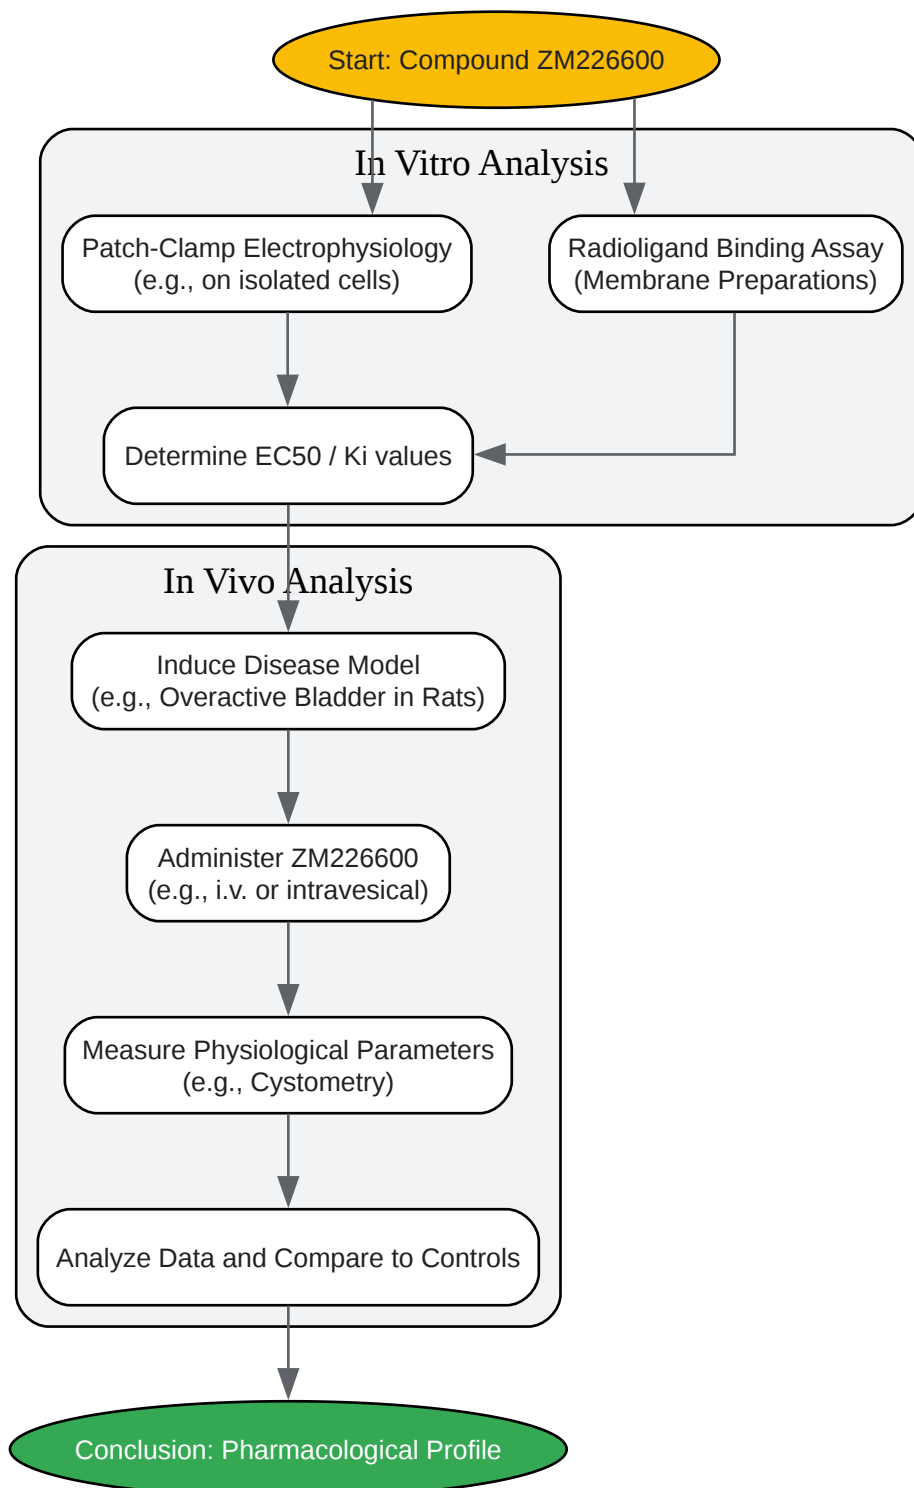 Start: Compound ZM226600
In Vitro Analysis
Patch-Clamp Electrophysiology
(e.g., on isolated cells)
Radioligand Binding Assay
(Membrane Preparations)
Determine EC50 / Ki values
In Vivo Analysis
Induce Disease Model
(e.g., Overactive Bladder in Rats)
Administer ZM226600
(e.g., i.v. or intravesical)
Measure Physiological Parameters
(e.g., Cystometry)
Analyze Data and Compare to Controls
Conclusion: Pharmacological Profile